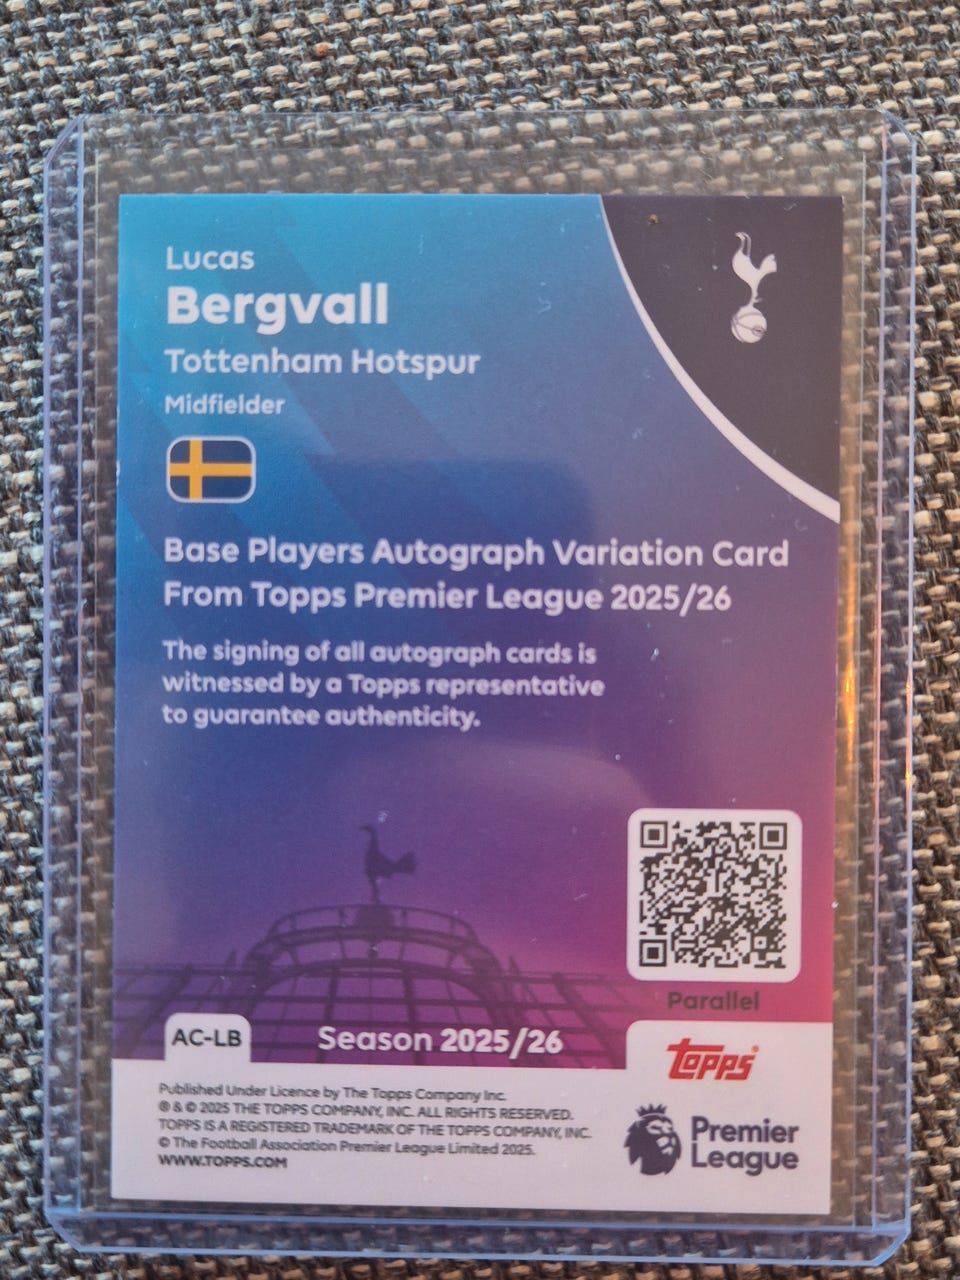 Lucas
Bergvall
Tottenham Hotspur
Midfielder
Base Players Autograph Variation Card
From Topps Premier League 2025/26
The signing of all autograph cards is
witnessed by a Topps representative
to guarantee authenticity.
Parallel
AC-LB
Season 2025/26
topps®
Published Under Licence by The Topps Company Inc.
® & © 2025 THE TOPPS COMPANY, INC. ALL RIGHTS RESERVED.
TOPPS IS A REGISTERED TRADEMARK OF THE TOPPS COMPANY, INC.
© The Football Association Premier League Limited 2025.
WWW.TOPPS.COM
Premier
League